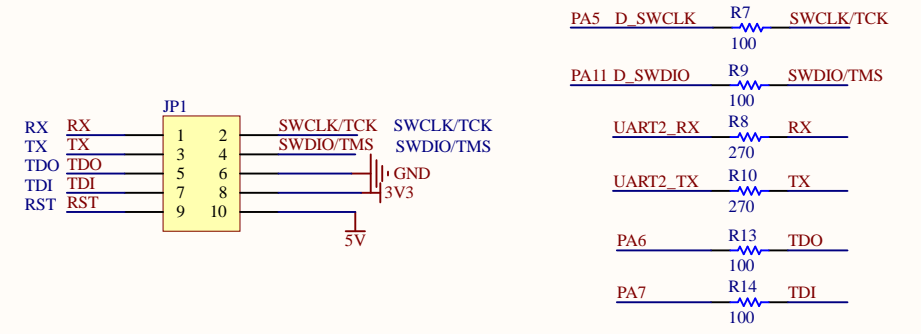 PA5 D_SWCLK R7 SWCLK/TCK
100
PA11 D_SWDIO R9 SWDIO/TMS
100
UART2_RX R8 RX
270
UART2_TX R10 TX
270
PA6 R13 TDO
100
PA7 R14 TDI
100
JP1
RX RX 1 2 SWCLK/TCK SWCLK/TCK
TX TX 3 4 SWDIO/TMS SWDIO/TMS
TDO TDO 5 6 GND
TDI TDI 7 8 3V3
RST RST 9 10
5V